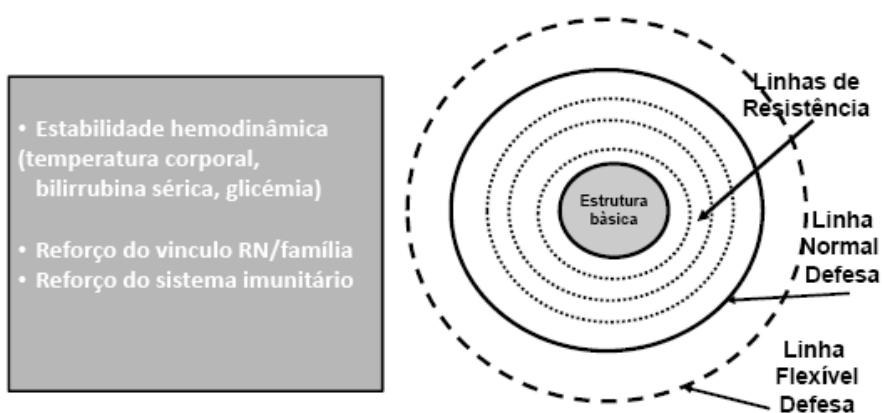 • Estabilidade hemodinâmica
(temperatura corporal,
bilirrubina sérica, glicémia)
• Reforço do vinculo RN/família
• Reforço do sistema imunitário
Estrutura
bàsica
Linhas de
Resistência
Linha
Normal
Defesa
Linha
Flexível
Defesa